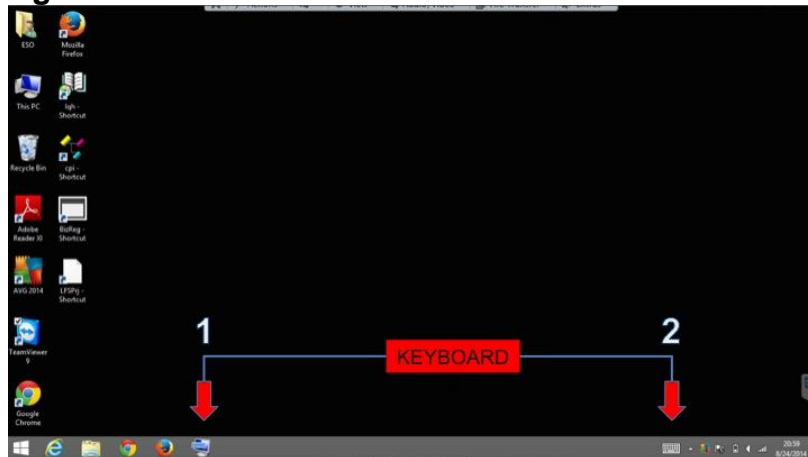 ESO
Mozilla
Firefox
This PC
lqh -
Shortcut
Recycle Bin
cpi -
Shortcut
Adobe
Reader XI
BizReg -
Shortcut
AVG 2014
LFSPrj -
Shortcut
TeamViewer
9
Google
Chrome
1
2
KEYBOARD
20:59
8/24/2014